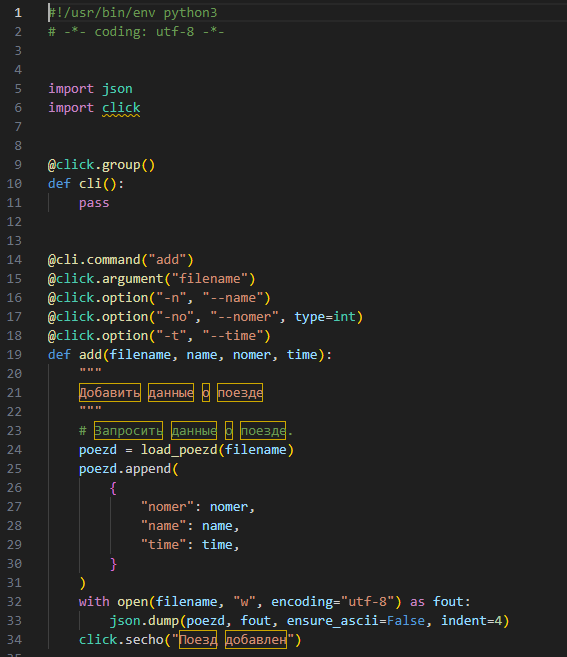 1 #!/usr/bin/env python3
2 # -*- coding: utf-8 -*-
3
4
5 import json
6 import click
7
8
9 @click.group()
10 def cli():
11     pass
12
13
14 @cli.command("add")
15 @click.argument("filename")
16 @click.option("-n", "--name")
17 @click.option("-no", "--nomer", type=int)
18 @click.option("-t", "--time")
19 def add(filename, name, nomer, time):
20     """
21     Добавить данные о поезде
22     """
23     # Запросить данные о поезде.
24     poezd = load_poezd(filename)
25     poezd.append(
26         {
27             "nomer": nomer,
28             "name": name,
29             "time": time,
30         }
31     )
32     with open(filename, "w", encoding="utf-8") as fout:
33         json.dump(poezd, fout, ensure_ascii=False, indent=4)
34     click.secho("Поезд добавлен")